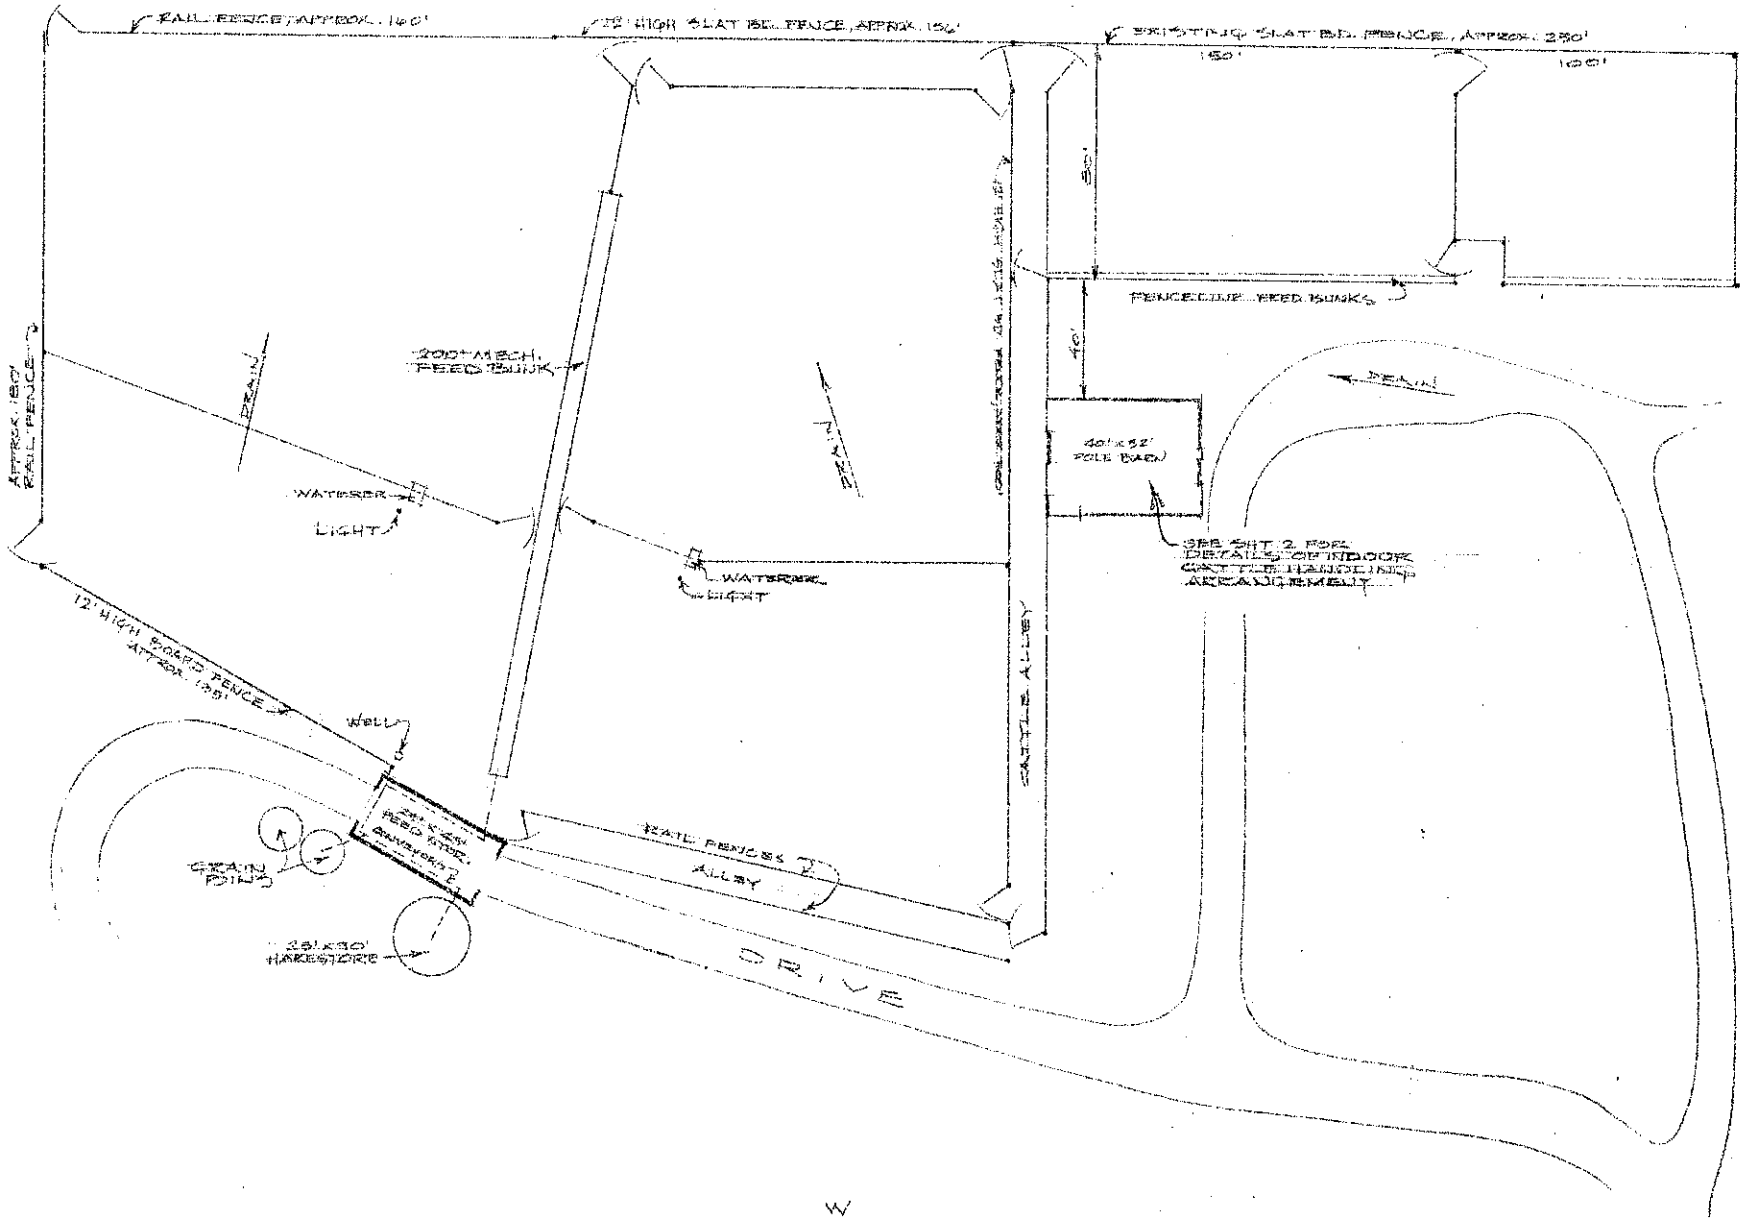 RAIL FENCE, APPROX. 160'
12' HIGH SLAT BD. FENCE, APPROX. 156'
EXISTING SLAT BD. FENCE, APPROX. 250'
150'
100'
80'
FENCELINE FEED BUNKS
40'
APPROX. 180'
RAIL FENCE
DRAIN
200' MECH.
FEED BUNK
DRAIN
DRAIN
40' x 52'
POLE BARN
WATERER
LIGHT
SEE SHT. 2 FOR
DETAILS OF INDOOR
CATTLE HANDLING
ARRANGEMENT
WATERER
LIGHT
12' HIGH BOARD FENCE
APPROX.
CATTLE ALLEY
WELL
FEED STOR.
GRAIN
BINS
RAIL FENCES
ALLEY
HARVESTORE
DRIVE
W